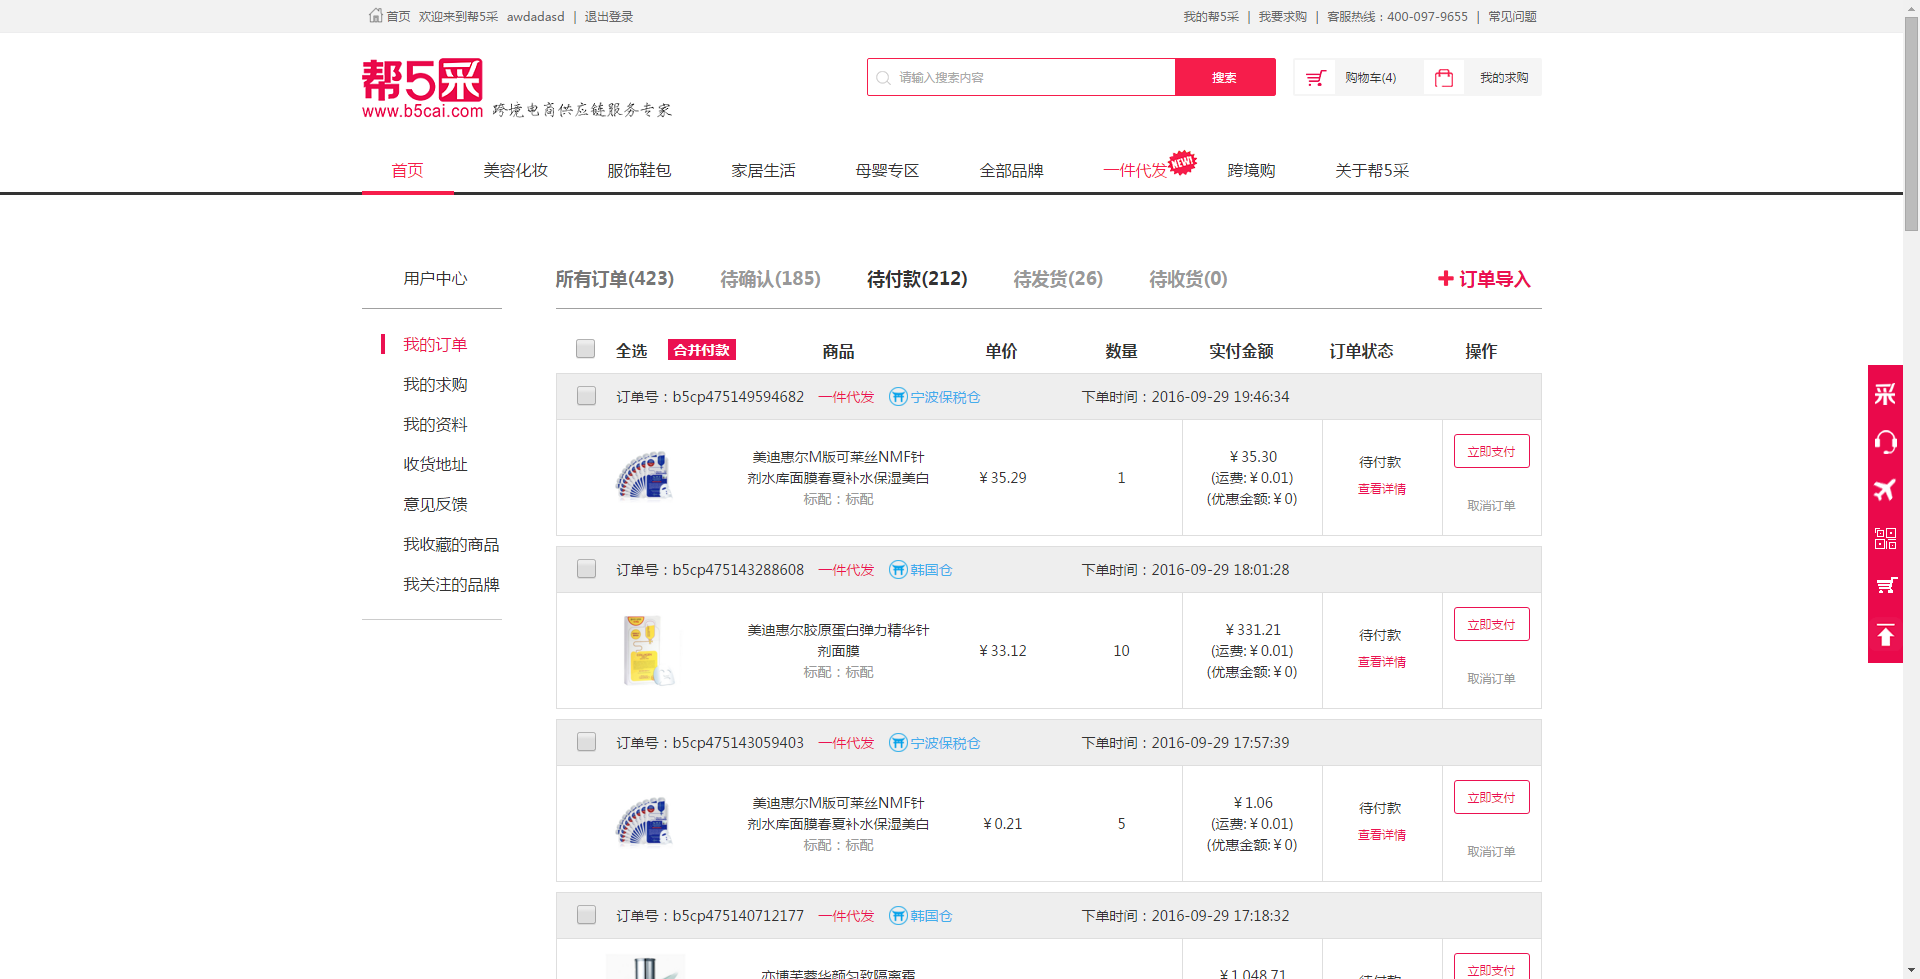 首页 欢迎来到帮5采 awdadasd | 退出登录
我的帮5采 | 我要求购 | 客服热线：400-097-9655 | 常见问题
帮5采
www.b5cai.com 跨境电商供应链服务专家
请输入搜索内容 搜索 购物车(4) 我的求购
首页 美容化妆 服饰鞋包 家居生活 母婴专区 全部品牌 一件代发 NEW! 跨境购 关于帮5采
用户中心
我的订单
我的求购
我的资料
收货地址
意见反馈
我收藏的商品
我关注的品牌
所有订单(423) 待确认(185) 待付款(212) 待发货(26) 待收货(0) 订单导入
全选 合并付款 商品 单价 数量 实付金额 订单状态 操作
订单号：b5cp475149594682 一件代发 宁波保税仓 下单时间：2016-09-29 19:46:34
美迪惠尔M版可莱丝NMF针
剂水库面膜春夏补水保湿美白
标配：标配
¥35.29
1
¥35.30
(运费:¥0.01)
(优惠金额:¥0)
待付款
查看详情
立即支付
取消订单
订单号：b5cp475143288608 一件代发 韩国仓 下单时间：2016-09-29 18:01:28
美迪惠尔胶原蛋白弹力精华针
剂面膜
标配：标配
¥33.12
10
¥331.21
(运费:¥0.01)
(优惠金额:¥0)
待付款
查看详情
立即支付
取消订单
订单号：b5cp475143059403 一件代发 宁波保税仓 下单时间：2016-09-29 17:57:39
美迪惠尔M版可莱丝NMF针
剂水库面膜春夏补水保湿美白
标配：标配
¥0.21
5
¥1.06
(运费:¥0.01)
(优惠金额:¥0)
待付款
查看详情
立即支付
取消订单
订单号：b5cp475140712177 一件代发 韩国仓 下单时间：2016-09-29 17:18:32
亦博芙蓉华颜匀致隔离霜
¥1,048.71
待付款
立即支付
采